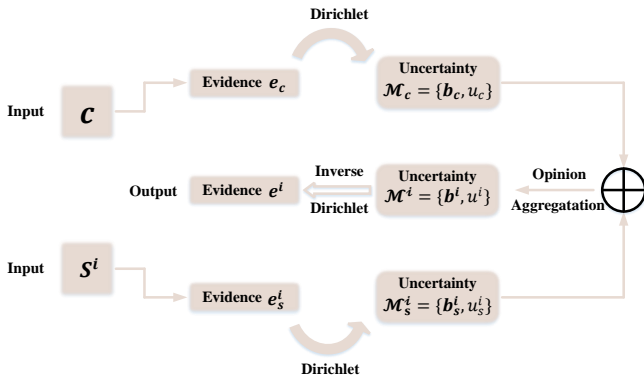 Dirichlet
Input
c
Evidence e_c
Uncertainty
ℳ_c = {b_c, u_c}
Output
Evidence e^i
Inverse
Dirichlet
Uncertainty
ℳ^i = {b^i, u^i}
Opinion
Aggregatation
Input
S^i
Evidence e_s^i
Uncertainty
ℳ_s^i = {b_s^i, u_s^i}
Dirichlet